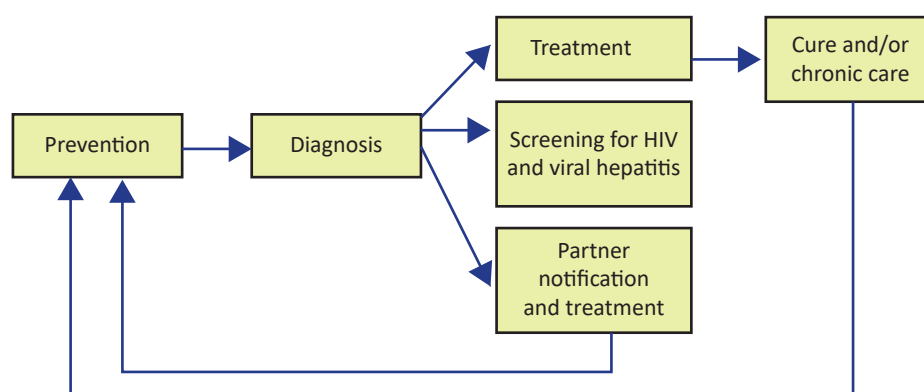 Prevention
Diagnosis
Treatment
Screening for HIV
and viral hepatitis
Partner
notification
and treatment
Cure and/or
chronic care